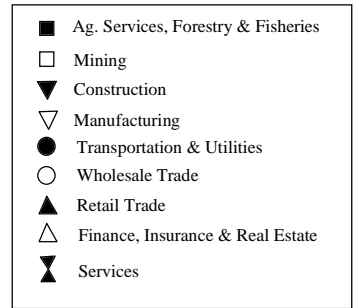 Ag. Services, Forestry & Fisheries
Mining
Construction
Manufacturing
Transportation & Utilities
Wholesale Trade
Retail Trade
Finance, Insurance & Real Estate
Services